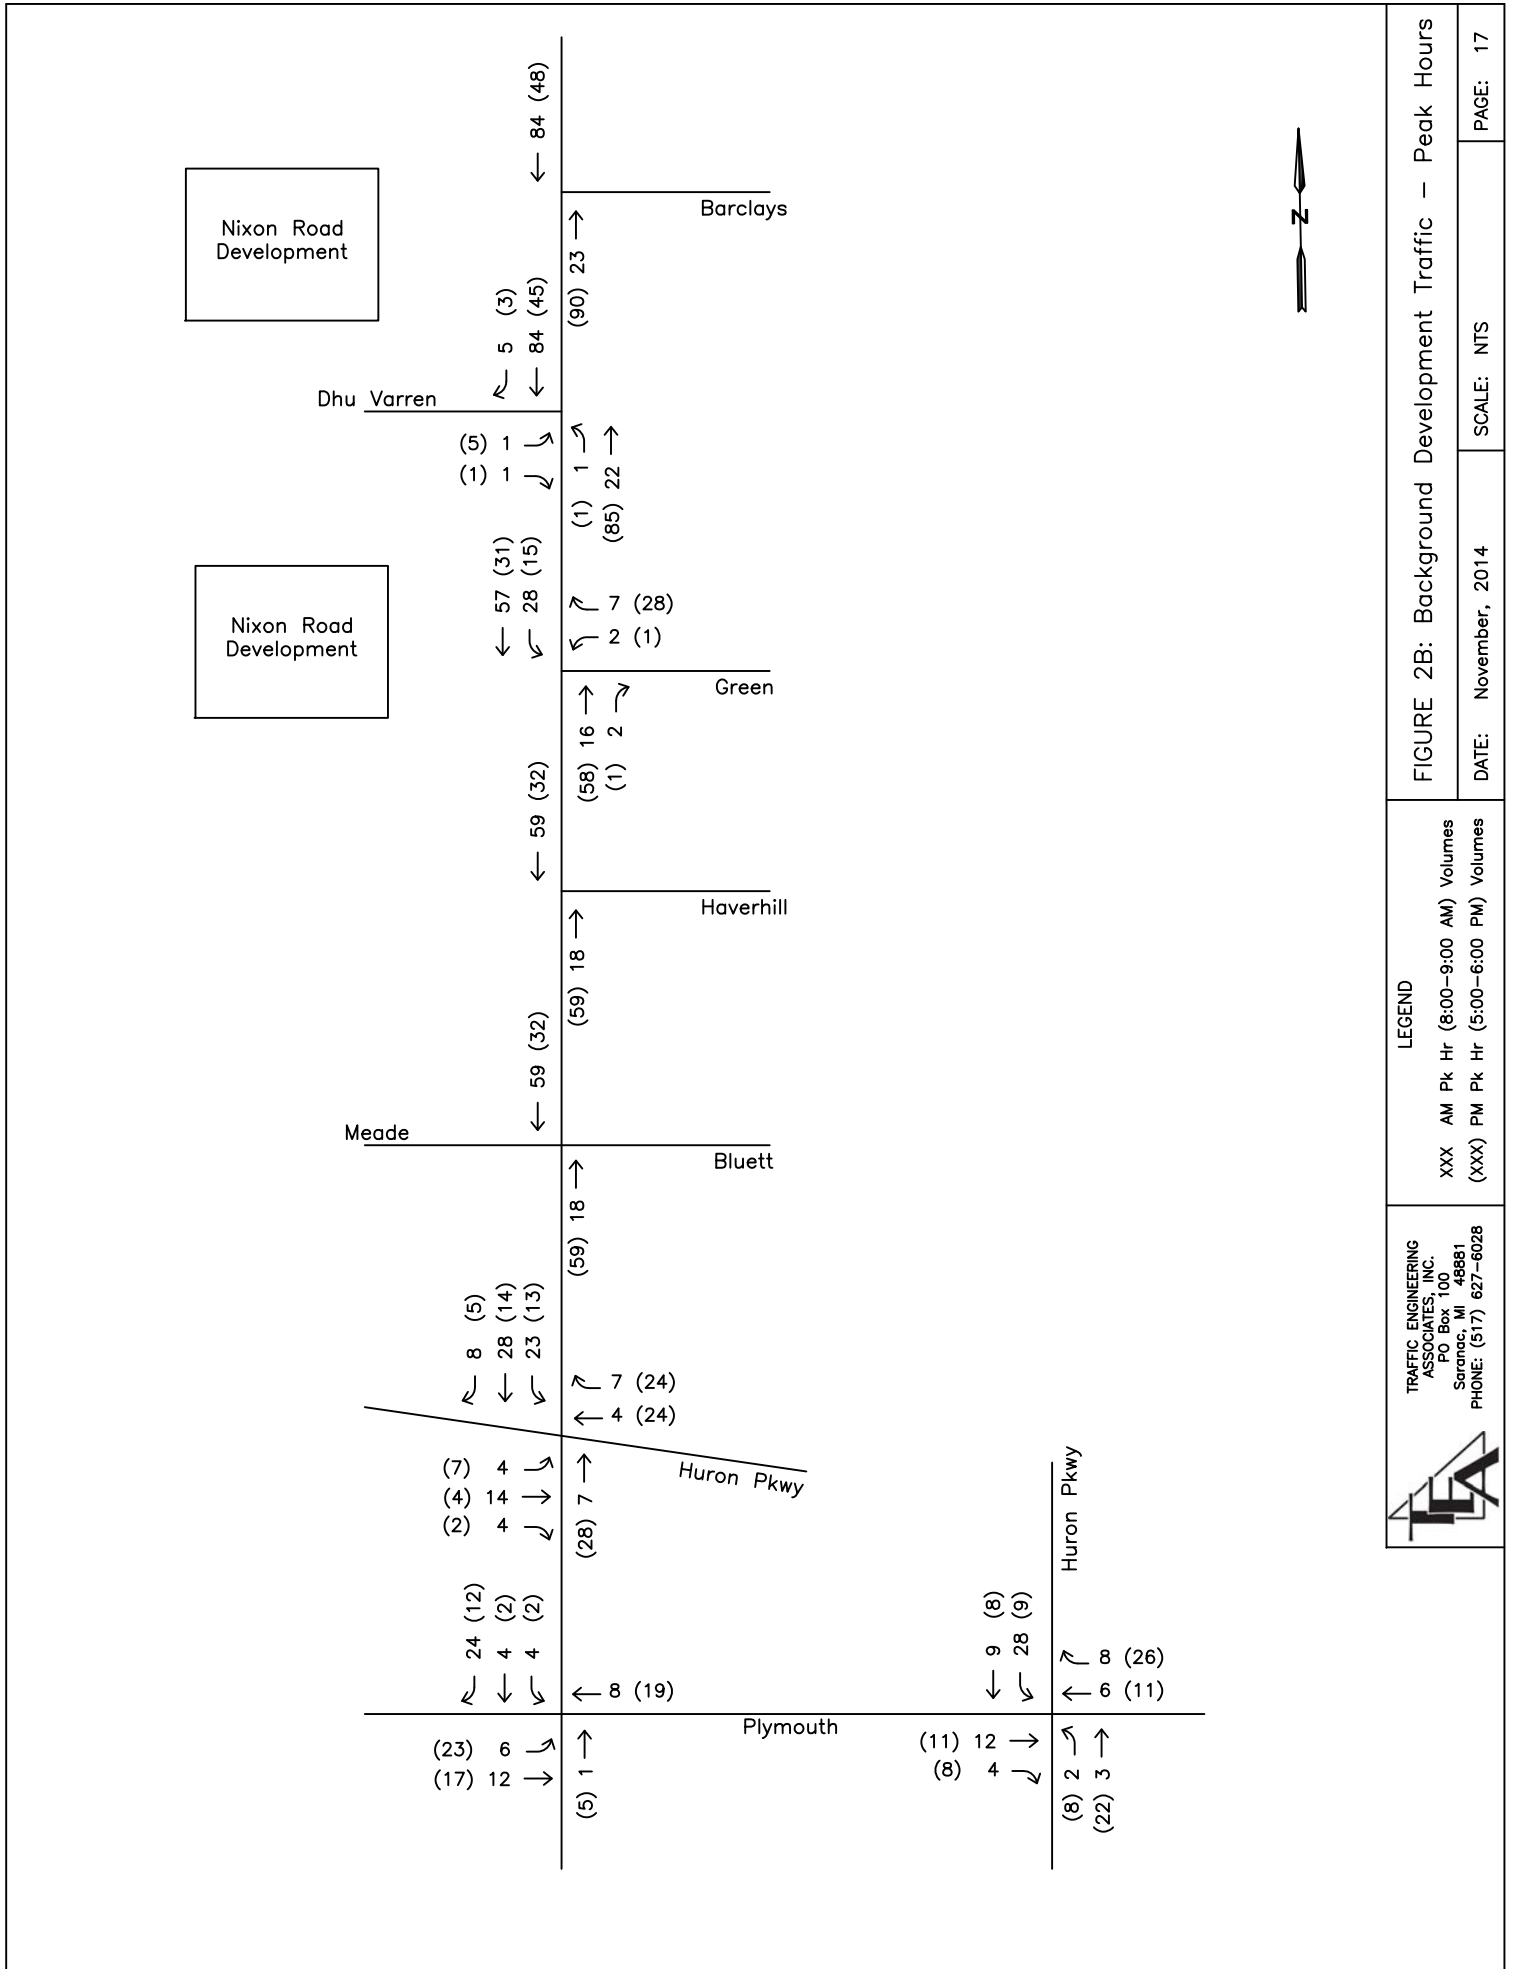 84 (48)
Nixon Road
Development
Barclays
(90) 23
5 (3)
84 (45)
Dhu Varren
(5) 1
(1) 1
(1) 1
(85) 22
57 (31)
28 (15)
7 (28)
2 (1)
Nixon Road
Development
Green
(58) 16
(1) 2
59 (32)
Haverhill
(59) 18
59 (32)
Meade
Bluett
(59) 18
8 (5)
28 (14)
23 (13)
7 (24)
4 (24)
Huron Pkwy
(7) 4
(4) 14
(2) 4
(28) 7
24 (12)
4 (2)
4 (2)
8 (19)
Plymouth
(23) 6
(17) 12
(5) 1
Huron Pkwy
9 (8)
28 (9)
8 (26)
6 (11)
(11) 12
(8) 4
(8) 2
(22) 3
N
FIGURE 2B: Background Development Traffic – Peak Hours
DATE: November, 2014
SCALE: NTS
PAGE: 17
LEGEND
XXX AM Pk Hr (8:00–9:00 AM) Volumes
(XXX) PM Pk Hr (5:00–6:00 PM) Volumes
TRAFFIC ENGINEERING
ASSOCIATES, INC.
PO Box 100
Saranac, MI 48881
PHONE: (517) 627–6028
TEA